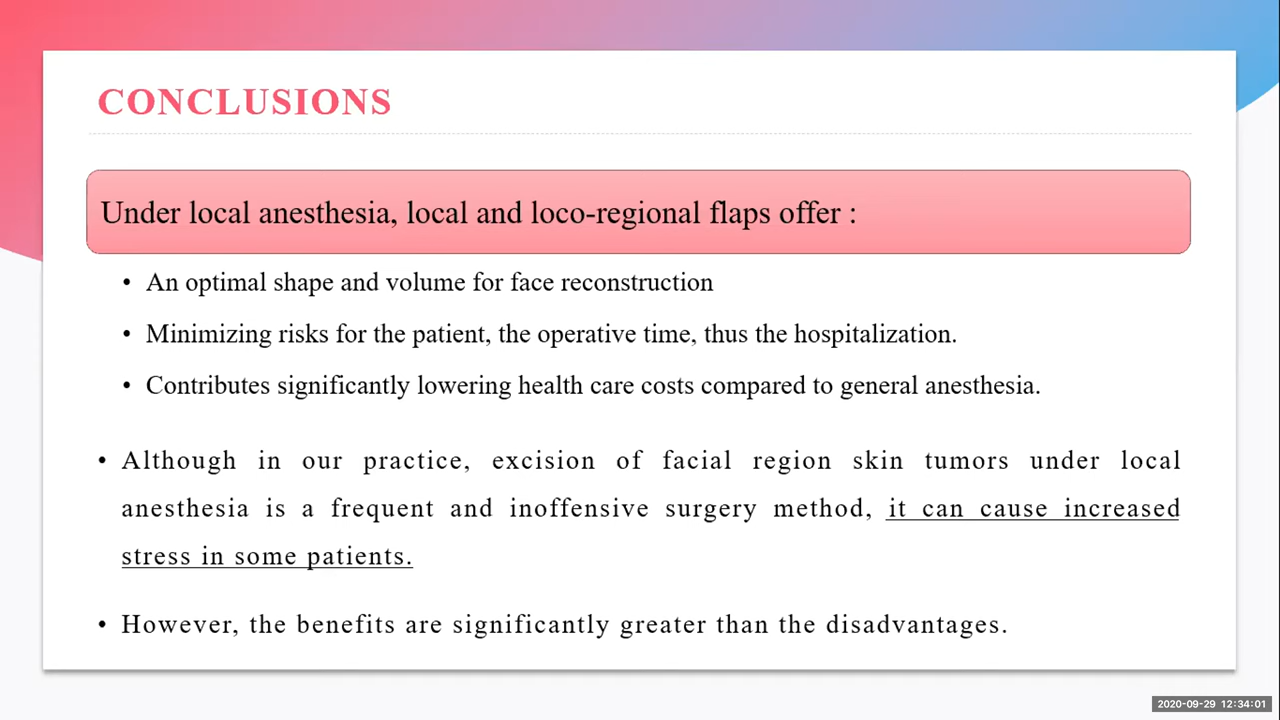 CONCLUSIONS
Under local anesthesia, local and loco-regional flaps offer :
• An optimal shape and volume for face reconstruction
• Minimizing risks for the patient, the operative time, thus the hospitalization.
• Contributes significantly lowering health care costs compared to general anesthesia.
• Although in our practice, excision of facial region skin tumors under local
anesthesia is a frequent and inoffensive surgery method, it can cause increased
stress in some patients.
• However, the benefits are significantly greater than the disadvantages.
2020-09-29 12:34:01